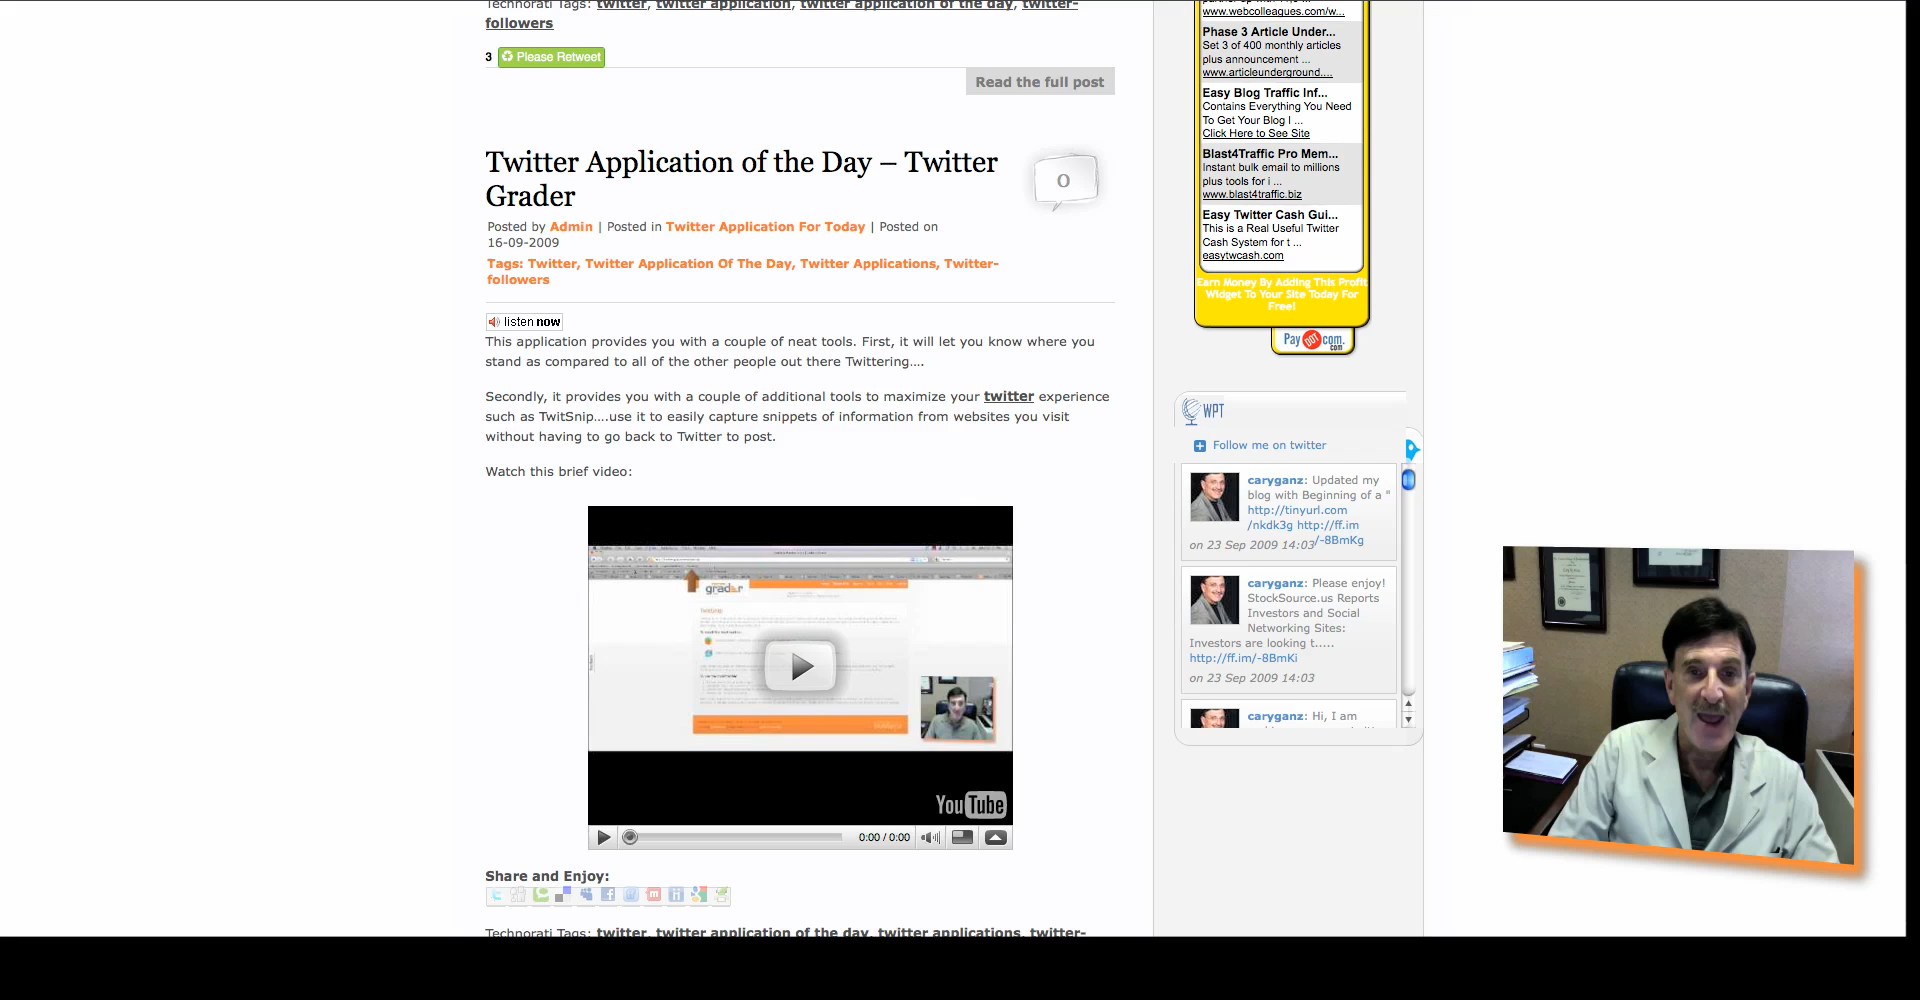 Technorati Tags: twitter, twitter application, twitter application of the day, twitter-
followers
3 Please Retweet
Read the full post
Twitter Application of the Day – Twitter
Grader
0
Posted by Admin | Posted in Twitter Application For Today | Posted on
16-09-2009
Tags: Twitter, Twitter Application Of The Day, Twitter Applications, Twitter-
followers
listen now
This application provides you with a couple of neat tools. First, it will let you know where you
stand as compared to all of the other people out there Twittering....
Secondly, it provides you with a couple of additional tools to maximize your twitter experience
such as TwitSnip....use it to easily capture snippets of information from websites you visit
without having to go back to Twitter to post.
Watch this brief video:
grader
YouTube
0:00 / 0:00
Share and Enjoy:
Technorati Tags: twitter, twitter application of the day, twitter applications, twitter-
www.webcolleagues.com/w...
Phase 3 Article Under...
Set 3 of 400 monthly articles
plus announcement ...
www.articleunderground....
Easy Blog Traffic Inf...
Contains Everything You Need
To Get Your Blog I ...
Click Here to See Site
Blast4Traffic Pro Mem...
Instant bulk email to millions
plus tools for i ...
www.blast4traffic.biz
Easy Twitter Cash Gui...
This is a Real Useful Twitter
Cash System for t ...
easytwcash.com
Earn Money By Adding This Profit
Widget To Your Site Today For
Free!
Pay DOT com.
com
WPT
Follow me on twitter
caryganz: Updated my
blog with Beginning of a "
http://tinyurl.com
/nkdk3g http://ff.im
/-8BmKg
on 23 Sep 2009 14:03
caryganz: Please enjoy!
StockSource.us Reports
Investors and Social
Networking Sites:
Investors are looking t.....
http://ff.im/-8BmKi
on 23 Sep 2009 14:03
caryganz: Hi, I am